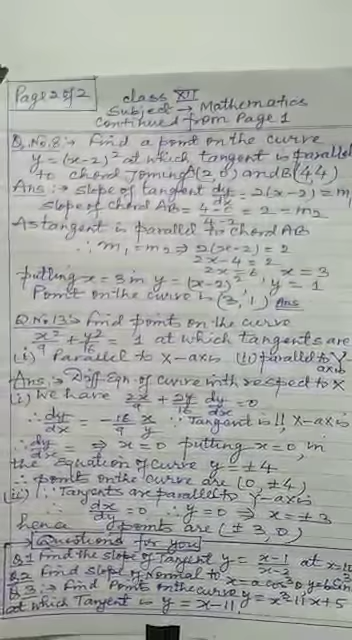 Page 2 of 2
class XII
Subject → Mathematics
Continued from Page 1
Q.No.8:→ Find a point on the curve
y = (x-2)² at which tangent is parallel
to chord Joining A(2,0) and B(4,4)
Ans:→ slope of tangent dy/dx = 2(x-2) = m₁
slope of chord AB = 4-0/4-2 = 2 = m₂
As tangent is parallel to chord AB
∴ m₁ = m₂ ⇒ 2(x-2) = 2
2x-4 = 2
2x = 6, x = 3
putting x = 3 in y = (x-2)², y = 1
Point on the curve is (3,1) Ans
Q.No 13:→ Find points on the curve
x²/9 + y²/16 = 1 at which tangents are
(i) Parallel to X-axis (ii) parallel to Y
axis
Ans:→ Diff. Eqn. of curve with respect to X
(i) we have 2x/9 + 2y/16 dy/dx = 0
∴ dy/dx = -16/9 x/y ∵ Tangent is || X-axis
∴ dy/dx = ⇒ x = 0 putting x = 0, in
the equation of curve y = ±4
∴ points on the curve are (0, ±4)
(ii) ∵ Tangents are parallel to Y-axis
∴ dx/dy = 0 ∴ y = 0 ⇒ x = ±3
hence points are (±3, 0)
→ Questions for you
Q1 Find the slope of Tangent y = x-1/x-2 at x=10
Q2 Find slope of Normal to x = a cos³θ, y = b sin³θ
Q3:→ Find Point on the curve y = x³-11x+5
at which Tangent is y = x-11